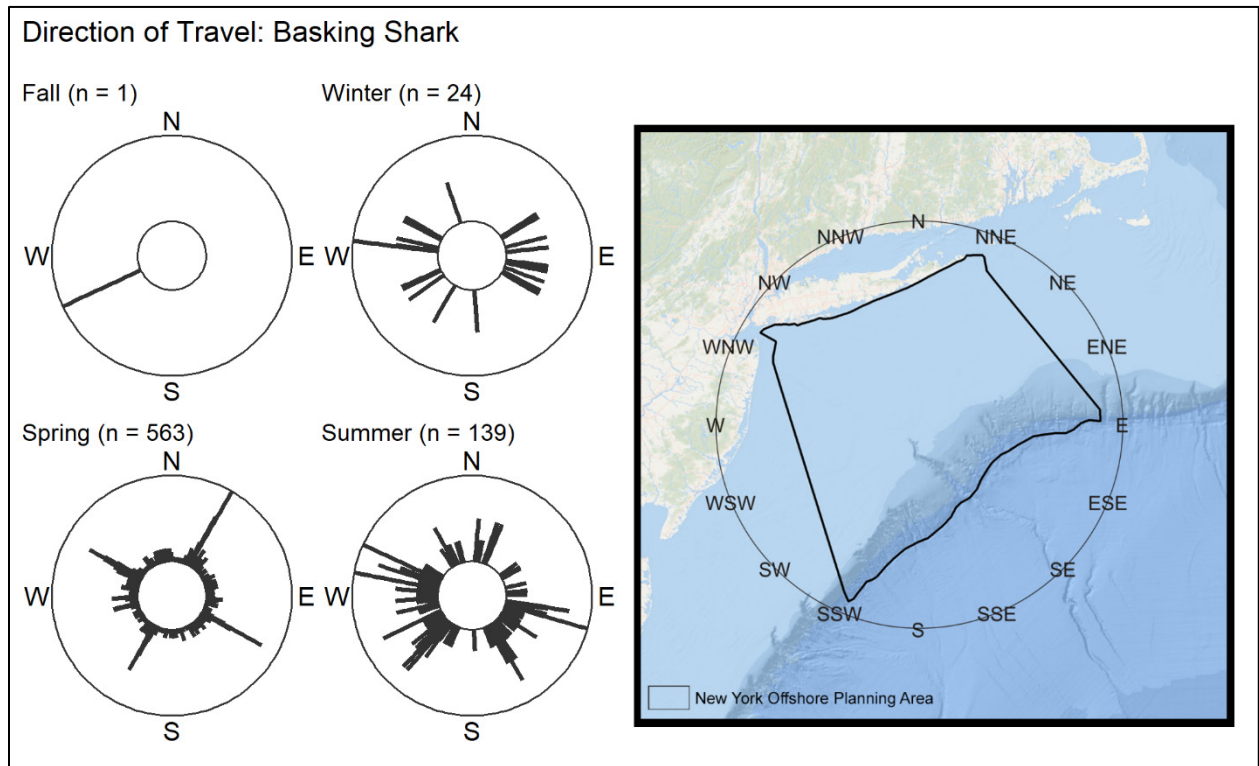 Direction of Travel: Basking Shark
Fall (n = 1)
N
W
E
S
Winter (n = 24)
N
W
E
S
Spring (n = 563)
N
W
E
S
Summer (n = 139)
N
W
E
S
N
NNW
NNE
NW
NE
WNW
ENE
W
E
WSW
ESE
SW
SE
SSW
SSE
S
New York Offshore Planning Area